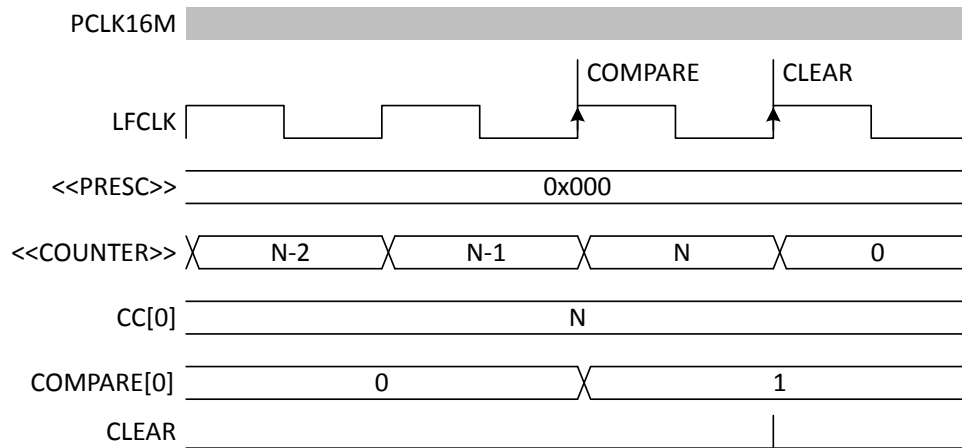 PCLK16M
COMPARE CLEAR
LFCLK
<<PRESC>> 0x000
<<COUNTER>> N-2 N-1 N 0
CC[0] N
COMPARE[0] 0 1
CLEAR